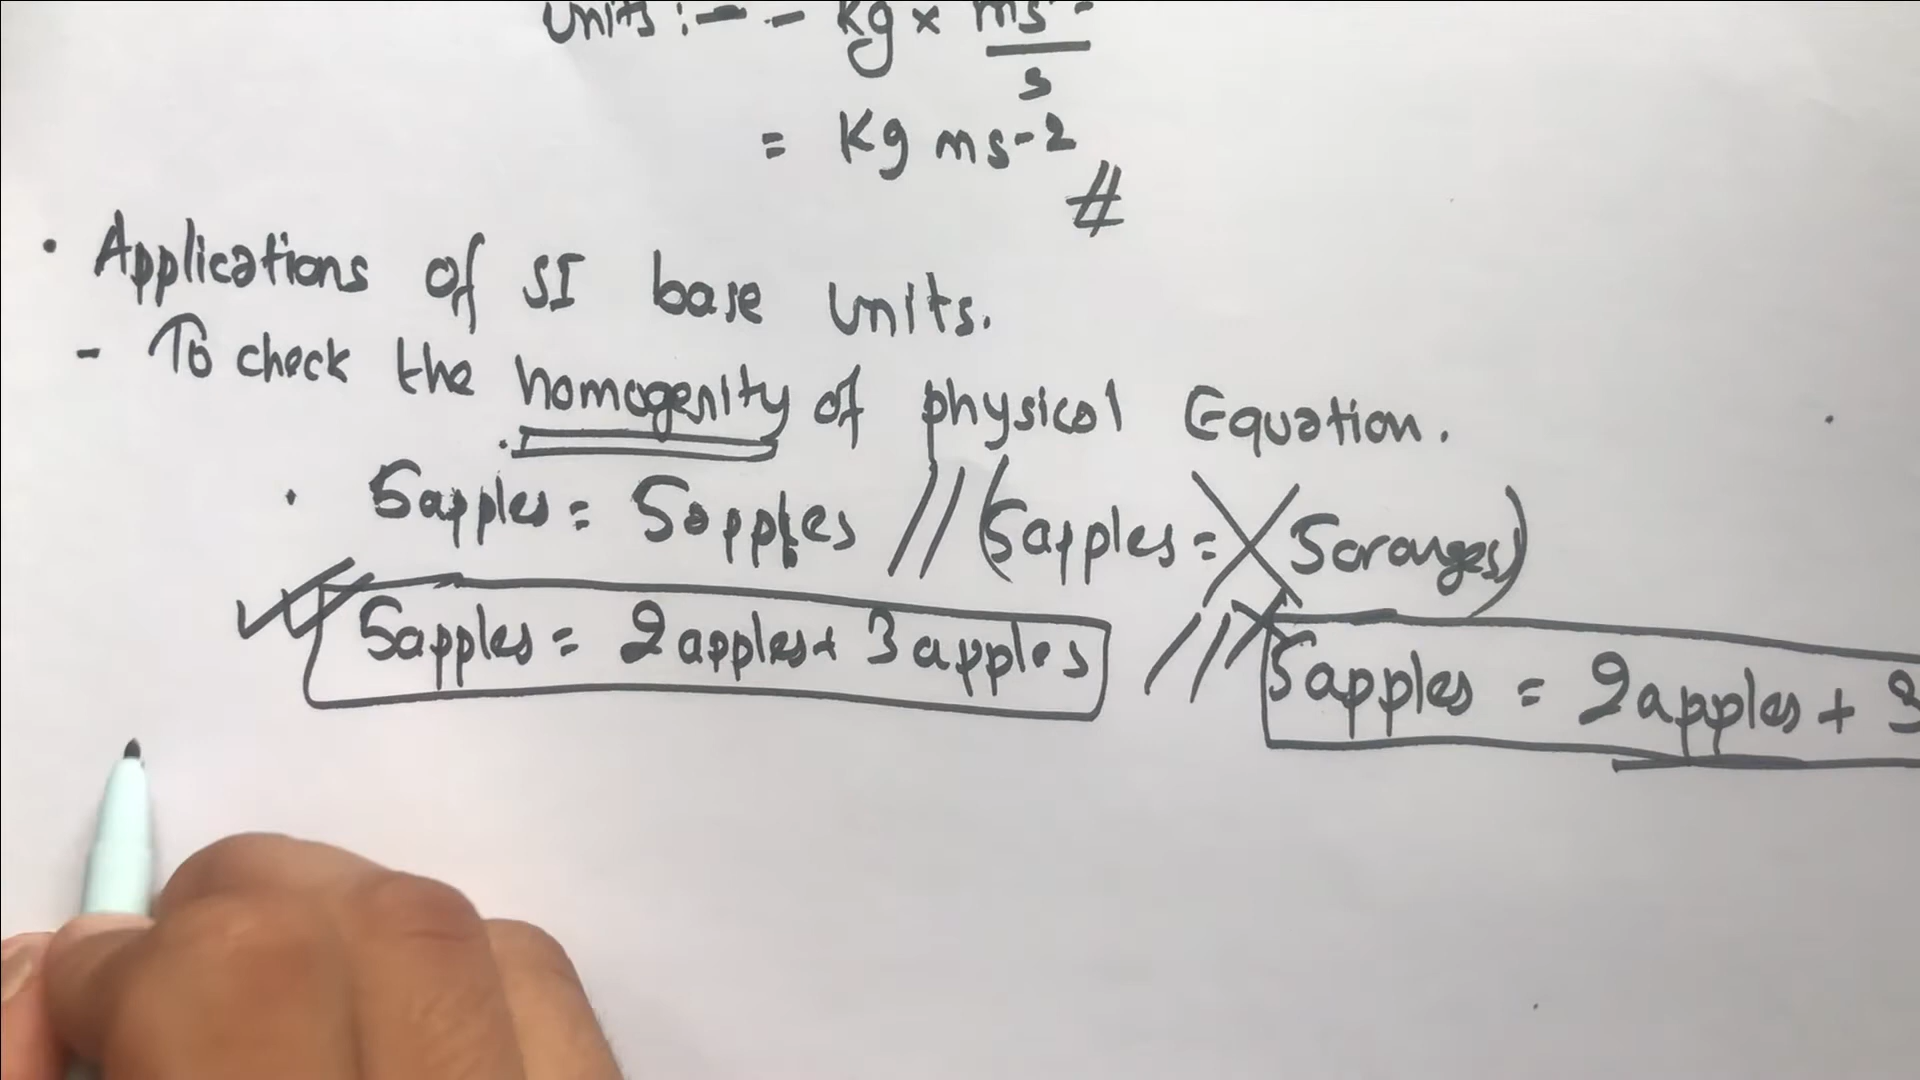 Units :- - kg × ms⁻
s
= Kg ms-2
#
• Applications of SI base units.
- To check the homogenity of physical Equation.
• 5apples = 5apples // (5apples = 5oranges)
5apples = 2apples + 3apples // 5apples = 2apples + 3